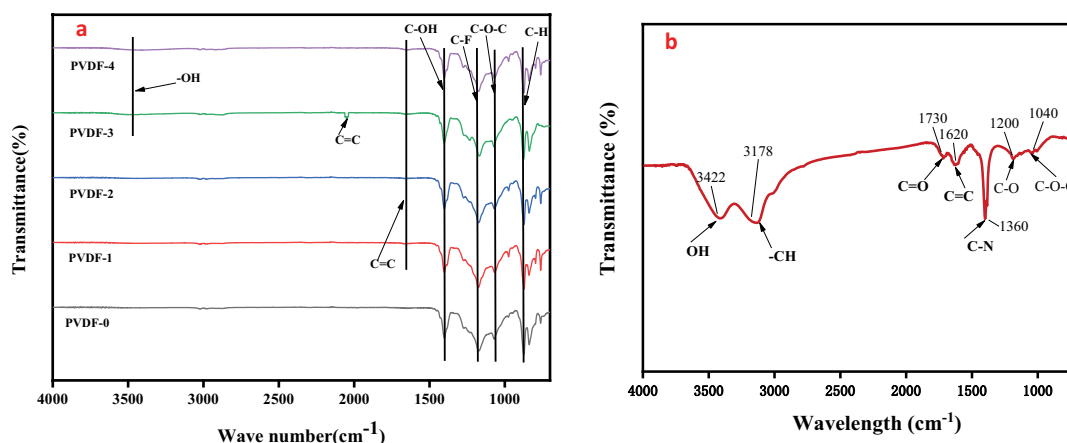 a
C-OH
C-F
C-O-C
C-H
PVDF-4
-OH
PVDF-3
C=C
PVDF-2
C=C
PVDF-1
PVDF-0
Transmittance(%)
4000 3500 3000 2500 2000 1500 1000
Wave number(cm-1)
b
1730
1620
1200
1040
3422
3178
C=O
C=C
C-O
C-O-C
OH
-CH
C-N
1360
Transmittance (%)
4000 3500 3000 2500 2000 1500 1000
Wavelength (cm-1)